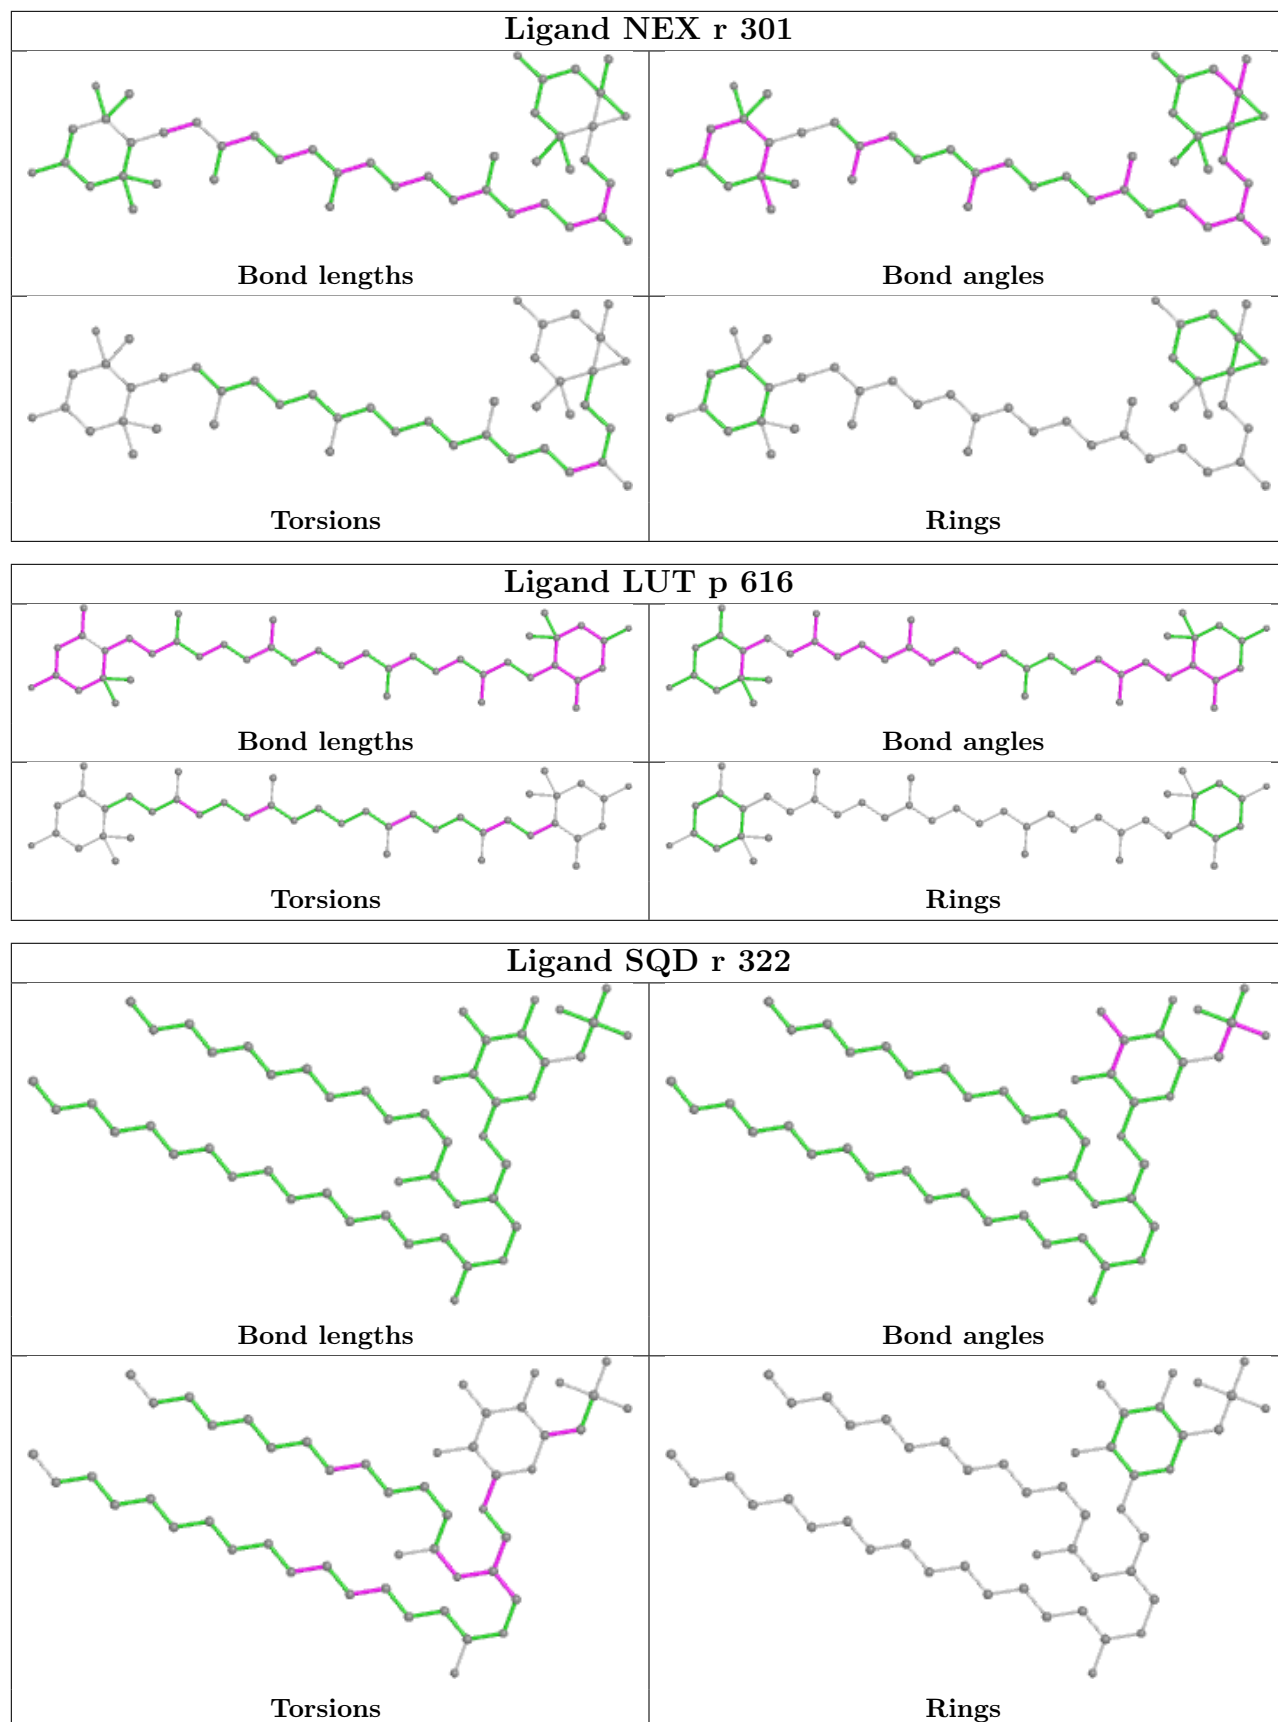 Ligand NEX r 301
Bond lengths
Bond angles
Torsions
Rings
Ligand LUT p 616
Bond lengths
Bond angles
Torsions
Rings
Ligand SQD r 322
Bond lengths
Bond angles
Torsions
Rings